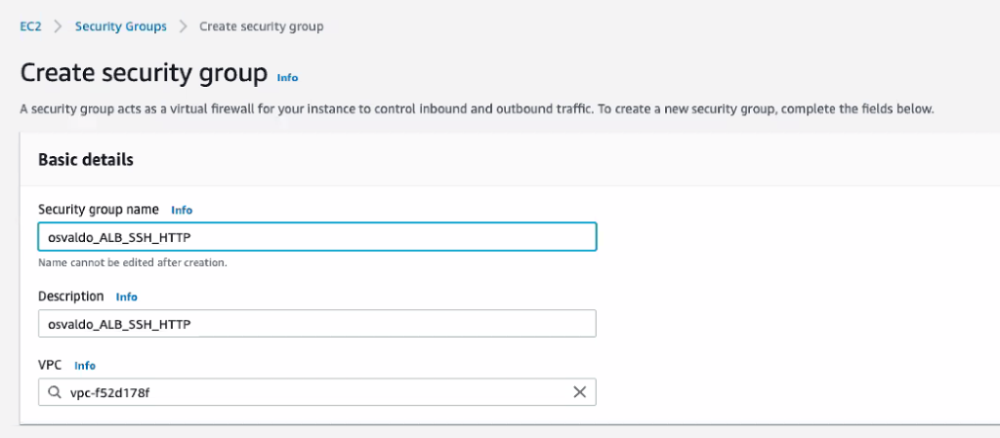 EC2 > Security Groups > Create security group
Create security group Info
A security group acts as a virtual firewall for your instance to control inbound and outbound traffic. To create a new security group, complete the fields below.
Basic details
Security group name Info
osvaldo_ALB_SSH_HTTP
Name cannot be edited after creation.
Description Info
osvaldo_ALB_SSH_HTTP
VPC Info
vpc-f52d178f